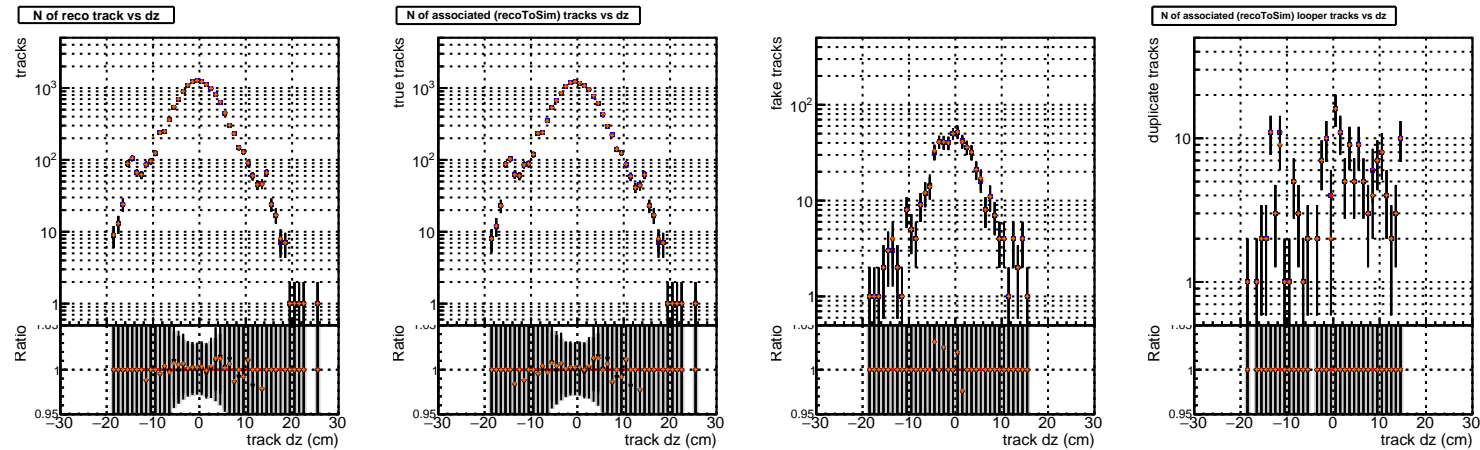 N of reco track vs dz
tracks
10³
10²
10
1
Ratio
1
0.95
−30 −20 −10 0 10 20 30
track dz (cm)
N of associated (recoToSim) tracks vs dz
true tracks
10³
10²
10
1
Ratio
1
0.95
−30 −20 −10 0 10 20 30
track dz (cm)
fake tracks
10²
10
1
Ratio
1
0.95
−30 −20 −10 0 10 20 30
track dz (cm)
N of associated (recoToSim) looper tracks vs dz
duplicate tracks
10
1
Ratio
1
0.95
−30 −20 −10 0 10 20 30
track dz (cm)